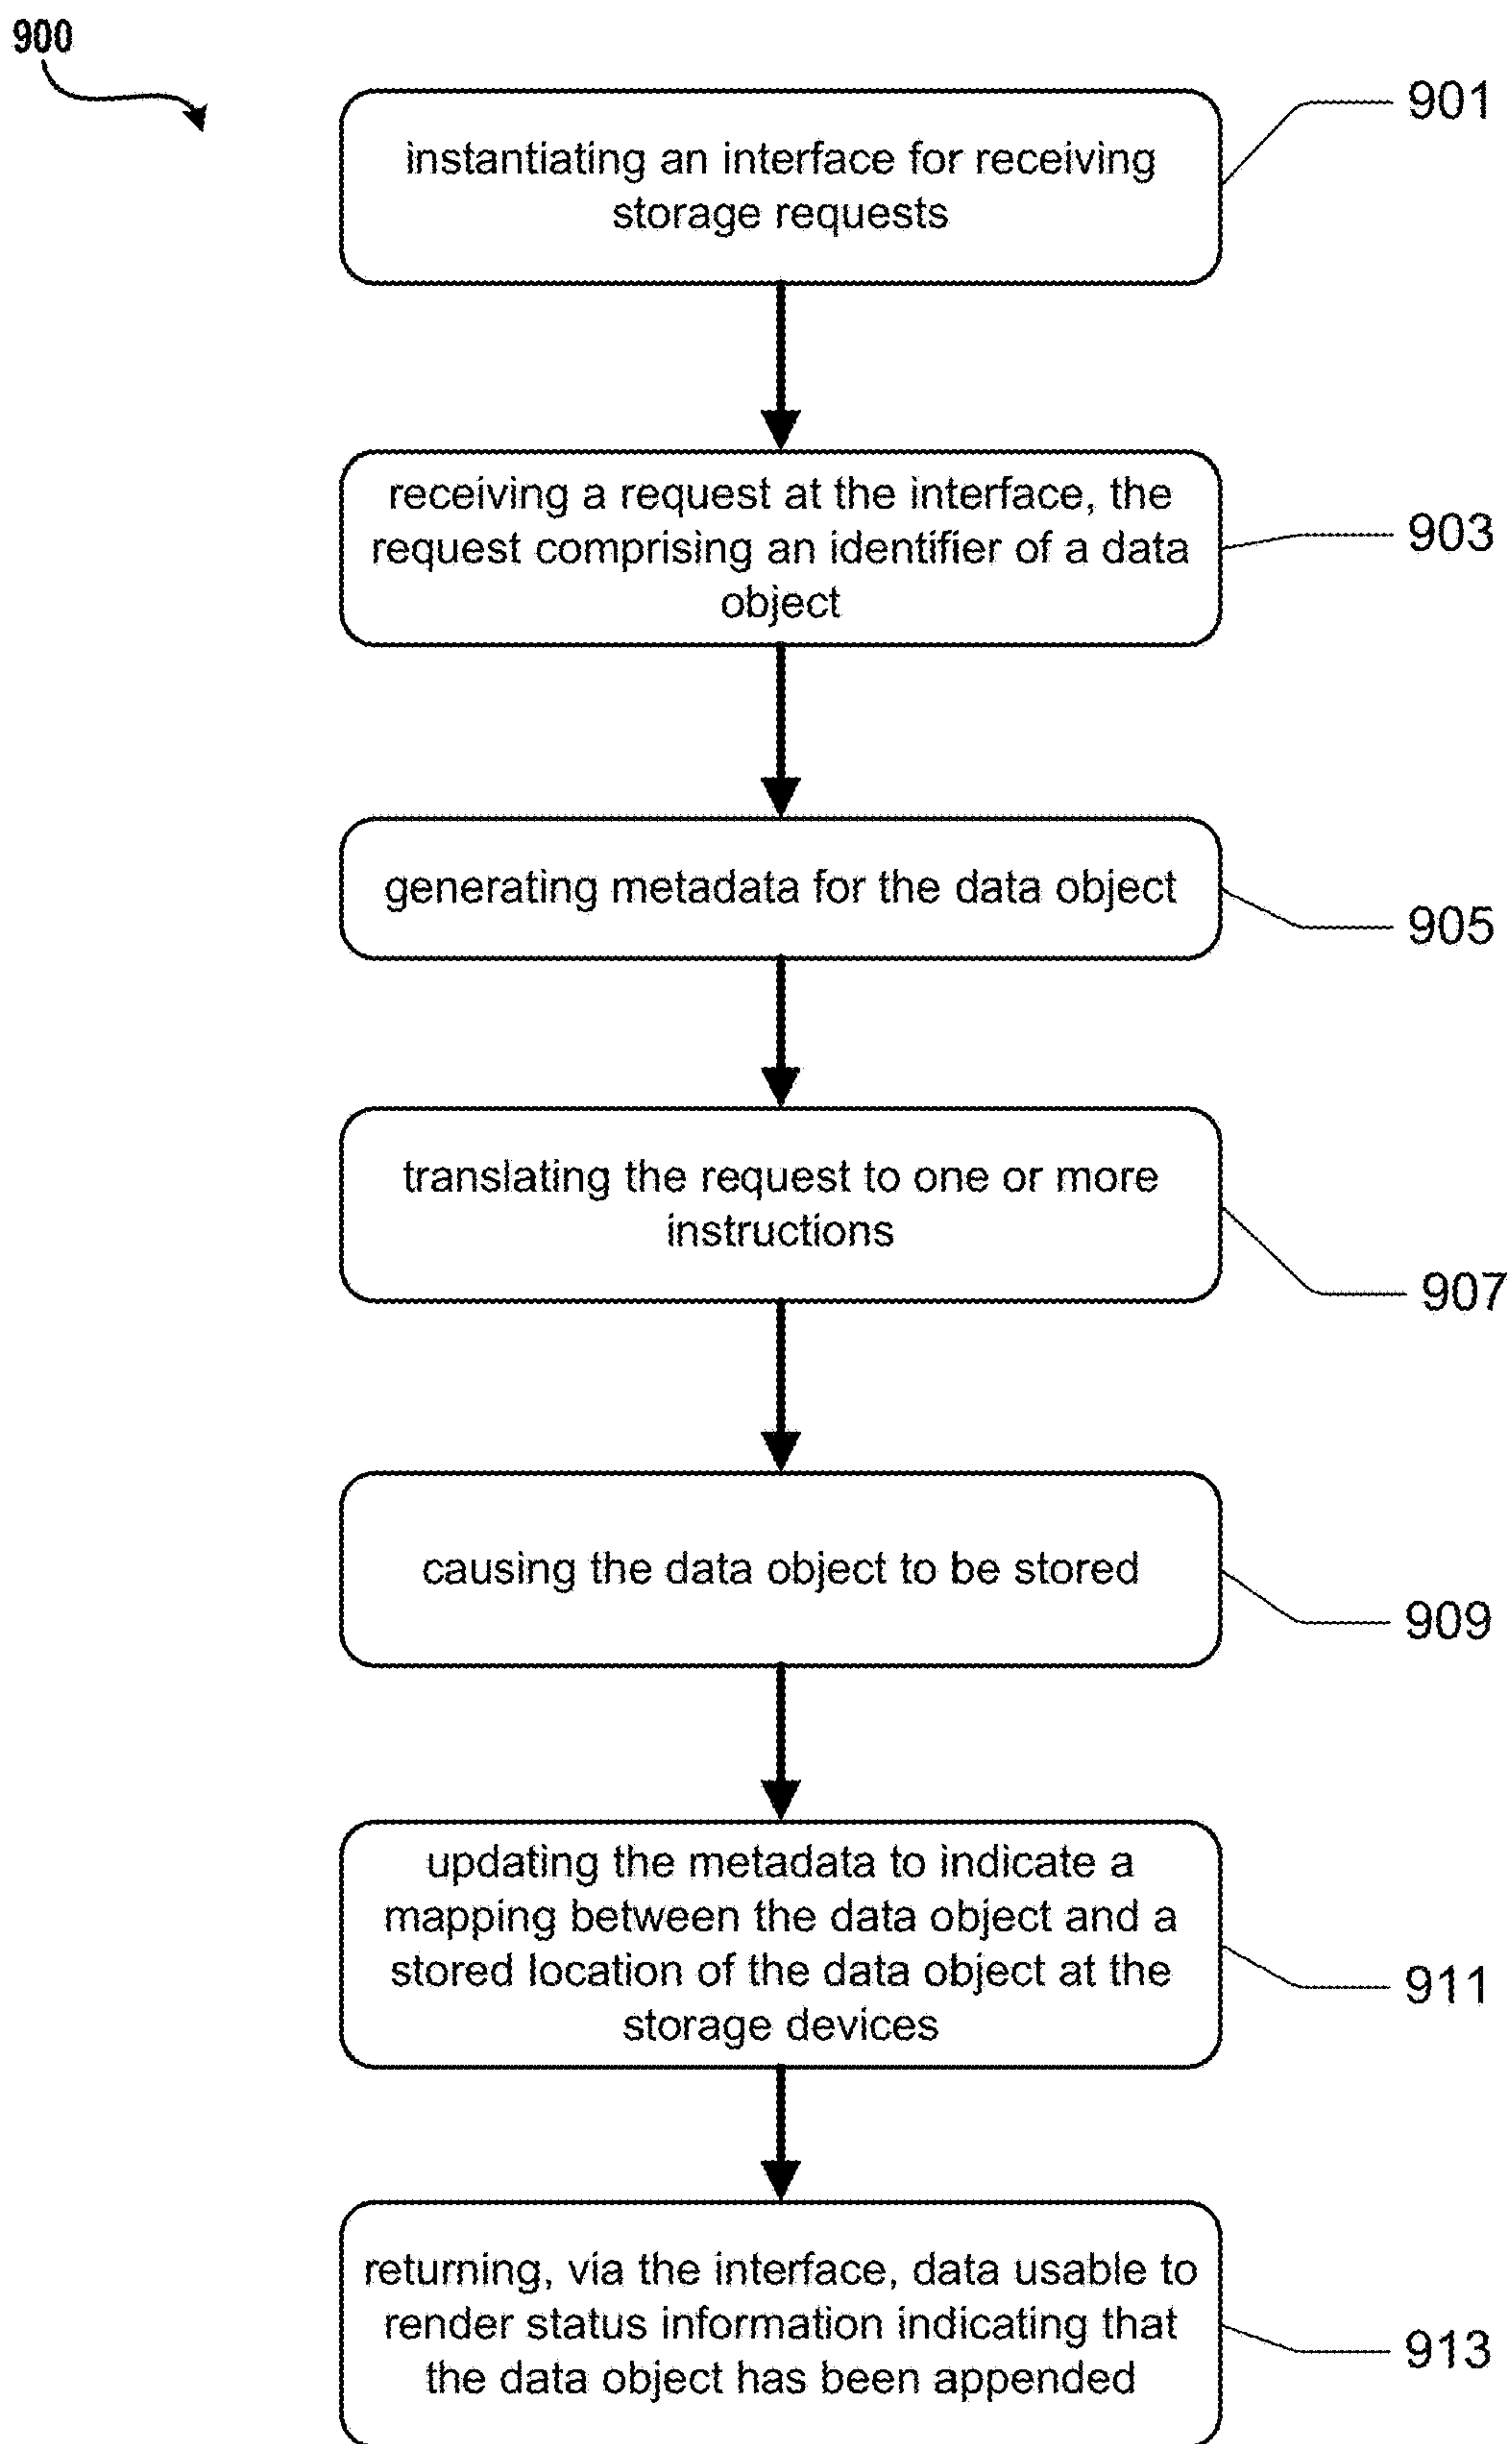 900
instantiating an interface for receiving
storage requests
901
receiving a request at the interface, the
request comprising an identifier of a data
object
903
generating metadata for the data object
905
translating the request to one or more
instructions
907
causing the data object to be stored
909
updating the metadata to indicate a
mapping between the data object and a
stored location of the data object at the
storage devices
911
returning, via the interface, data usable to
render status information indicating that
the data object has been appended
913